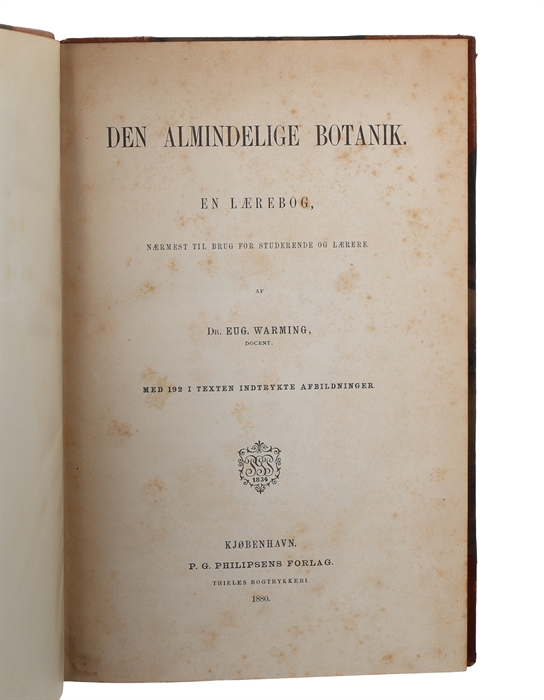 DEN ALMINDELIGE BOTANIK.
EN LÆREBOG,
NÆRMEST TIL BRUG FOR STUDERENDE OG LÆRERE
AF
DR. EUG. WARMING,
DOCENT.
MED 192 I TEXTEN INDTRYKTE AFBILDNINGER.
1834
KJØBENHAVN.
P. G. PHILIPSENS FORLAG.
THIELES BOGTRYKKERI.
1880.